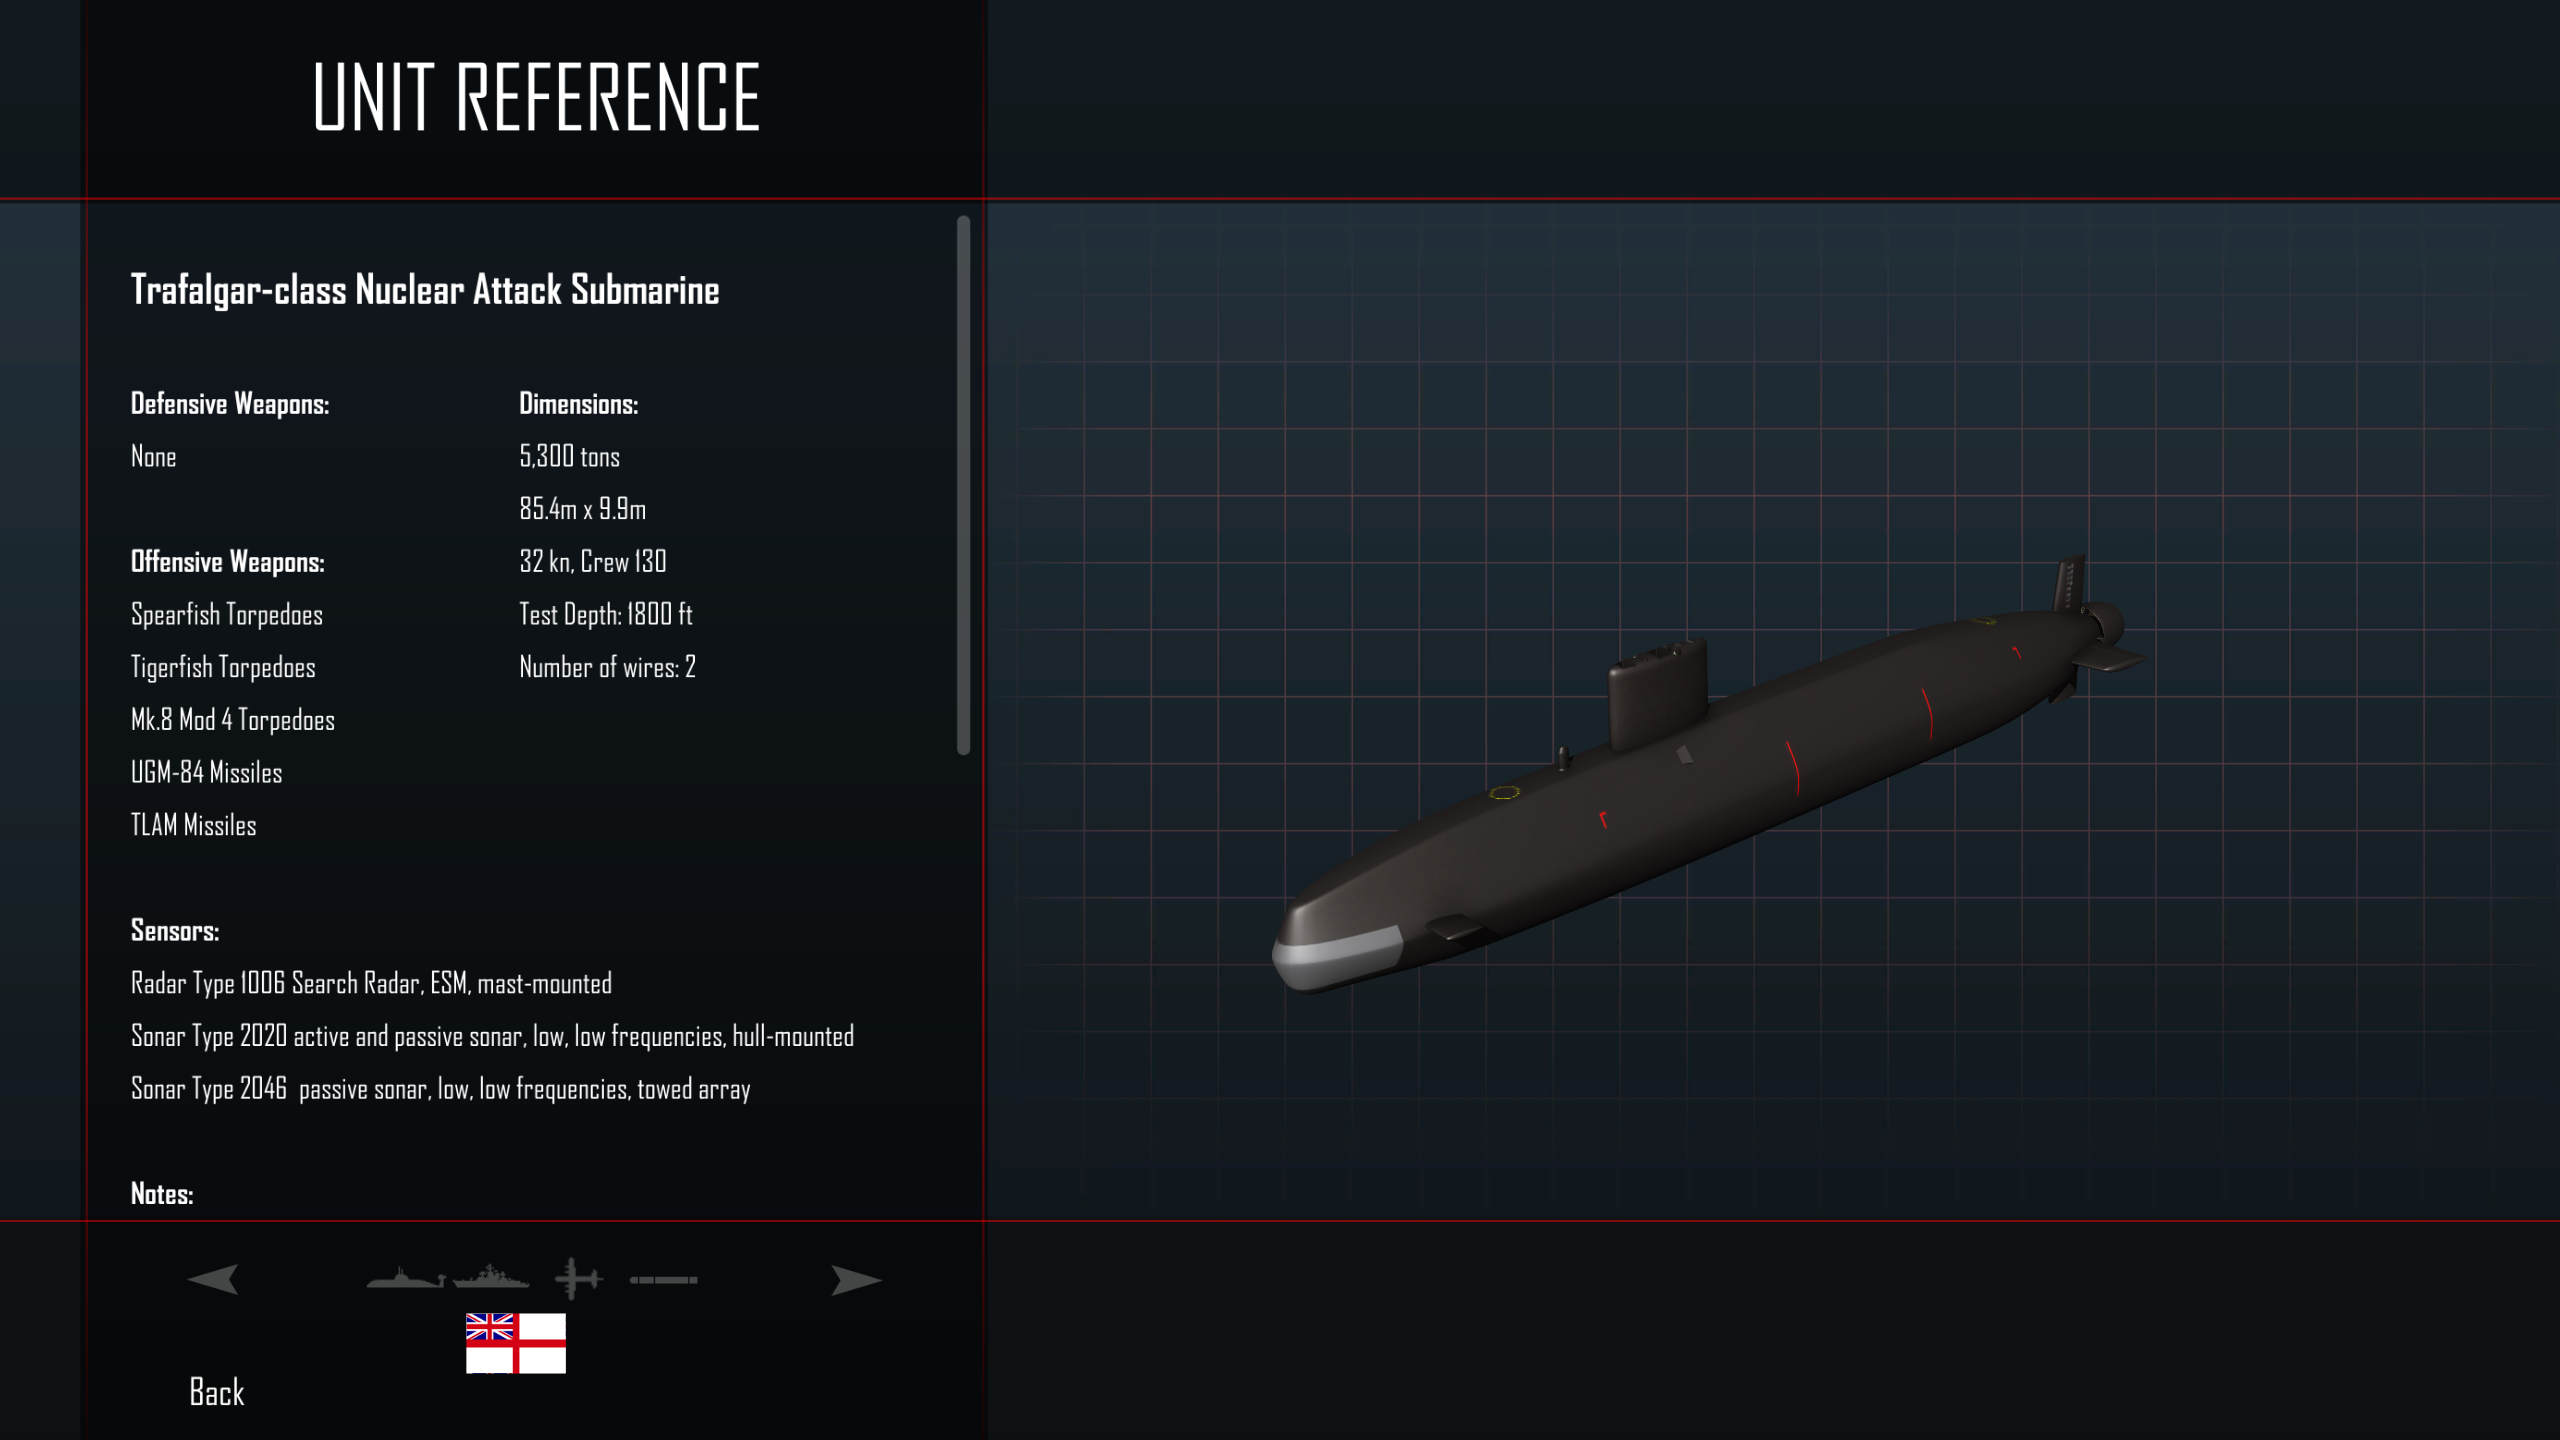 UNIT REFERENCE
Trafalgar-class Nuclear Attack Submarine
Defensive Weapons:
None
Offensive Weapons:
Spearfish Torpedoes
Tigerfish Torpedoes
Mk.8 Mod 4 Torpedoes
UGM-84 Missiles
TLAM Missiles
Dimensions:
5,300 tons
85.4m x 9.9m
32 kn, Crew 130
Test Depth: 1800 ft
Number of wires: 2
Sensors:
Radar Type 1006 Search Radar, ESM, mast-mounted
Sonar Type 2020 active and passive sonar, low, low frequencies, hull-mounted
Sonar Type 2046  passive sonar, low, low frequencies, towed array
Notes:
Back